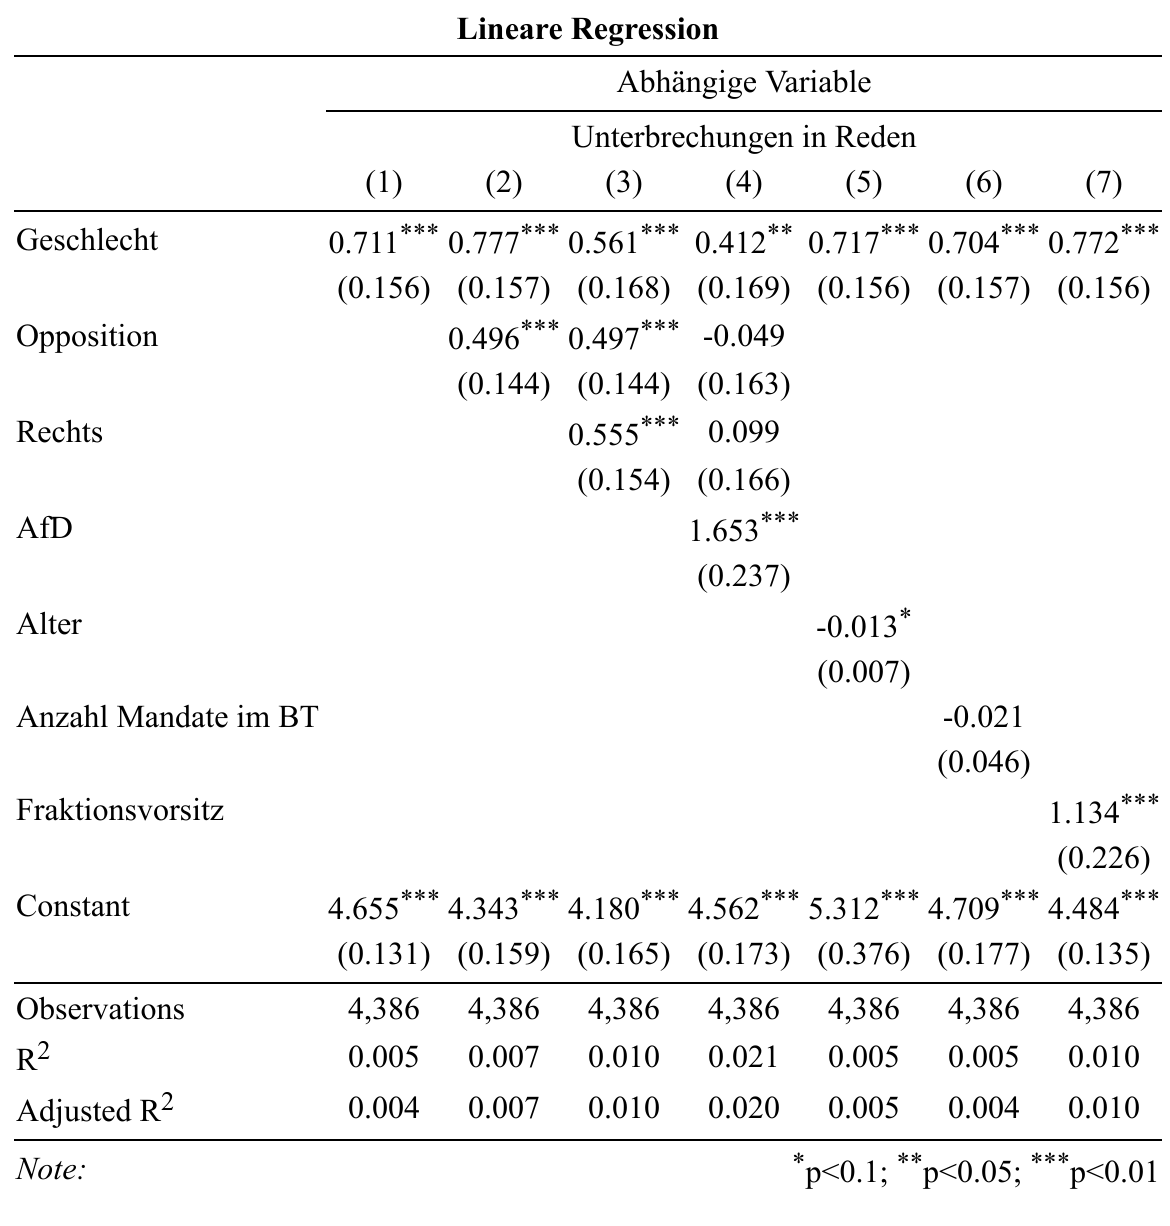 Lineare Regression
Abhängige Variable
Unterbrechungen in Reden
(1) (2) (3) (4) (5) (6) (7)
Geschlecht 0.711*** 0.777*** 0.561*** 0.412** 0.717*** 0.704*** 0.772***
(0.156) (0.157) (0.168) (0.169) (0.156) (0.157) (0.156)
Opposition 0.496*** 0.497*** -0.049
(0.144) (0.144) (0.163)
Rechts 0.555*** 0.099
(0.154) (0.166)
AfD 1.653***
(0.237)
Alter -0.013*
(0.007)
Anzahl Mandate im BT -0.021
(0.046)
Fraktionsvorsitz 1.134***
(0.226)
Constant 4.655*** 4.343*** 4.180*** 4.562*** 5.312*** 4.709*** 4.484***
(0.131) (0.159) (0.165) (0.173) (0.376) (0.177) (0.135)
Observations 4,386 4,386 4,386 4,386 4,386 4,386 4,386
R2 0.005 0.007 0.010 0.021 0.005 0.005 0.010
Adjusted R2 0.004 0.007 0.010 0.020 0.005 0.004 0.010
Note: *p<0.1; **p<0.05; ***p<0.01